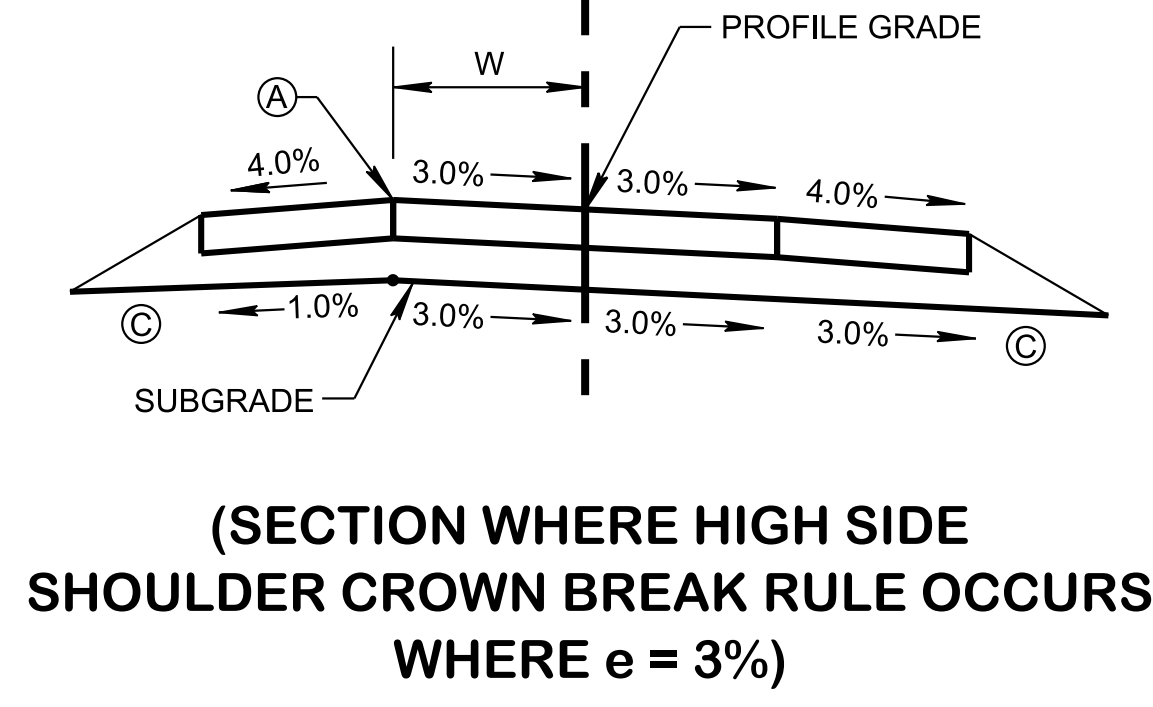 PROFILE GRADE
W
A
4.0%
3.0%
3.0%
4.0%
1.0%
3.0%
3.0%
3.0%
C
C
SUBGRADE
(SECTION WHERE HIGH SIDE
SHOULDER CROWN BREAK RULE OCCURS
WHERE e = 3%)